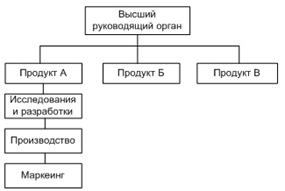 Высший
руководящий орган
Продукт А
Продукт Б
Продукт В
Исследования
и разработки
Производство
Маркеинг